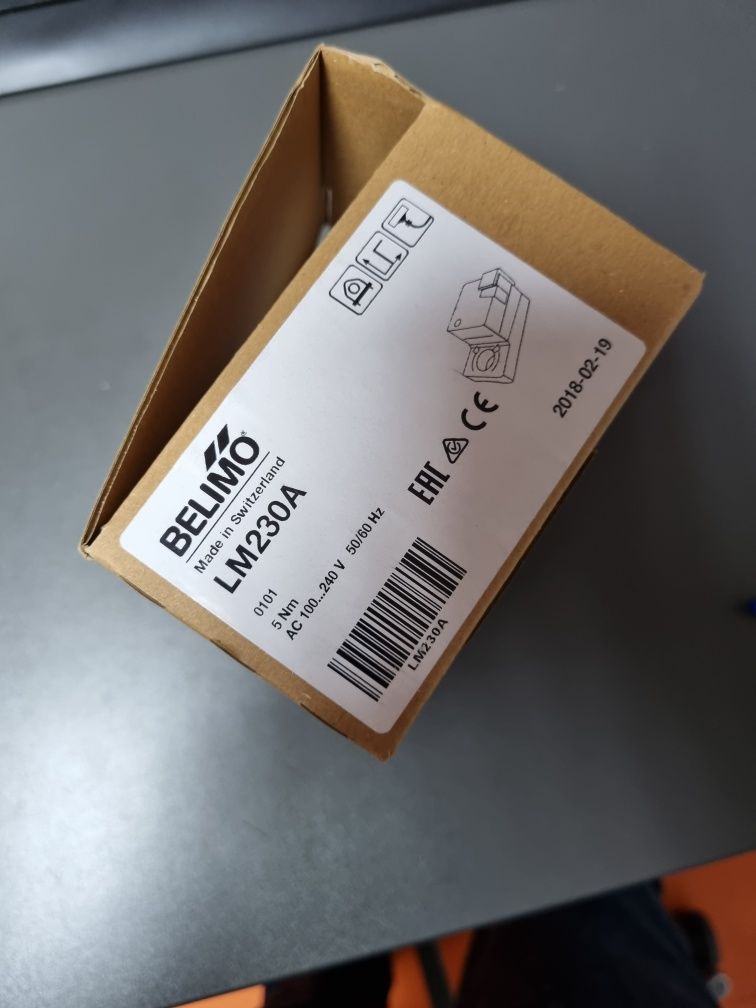 BELIMO®
Made in Switzerland
LM230A
0101
5 Nm
AC 100...240 V 50/60 Hz
LM230A
EAC CE
2018-02-19